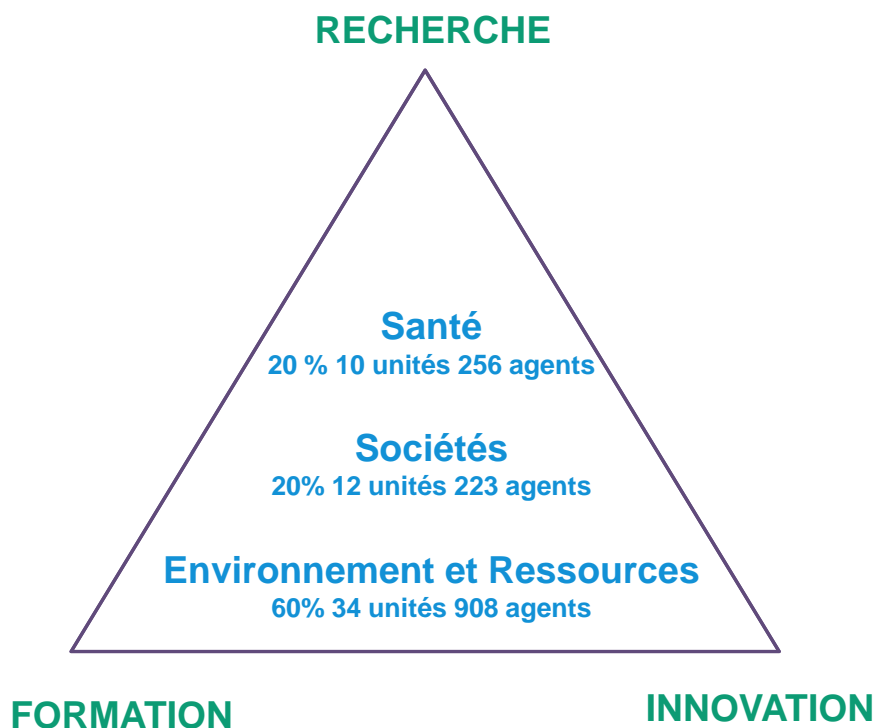 RECHERCHE
Santé
20 % 10 unités 256 agents
Sociétés
20% 12 unités 223 agents
Environnement et Ressources
60% 34 unités 908 agents
FORMATION
INNOVATION